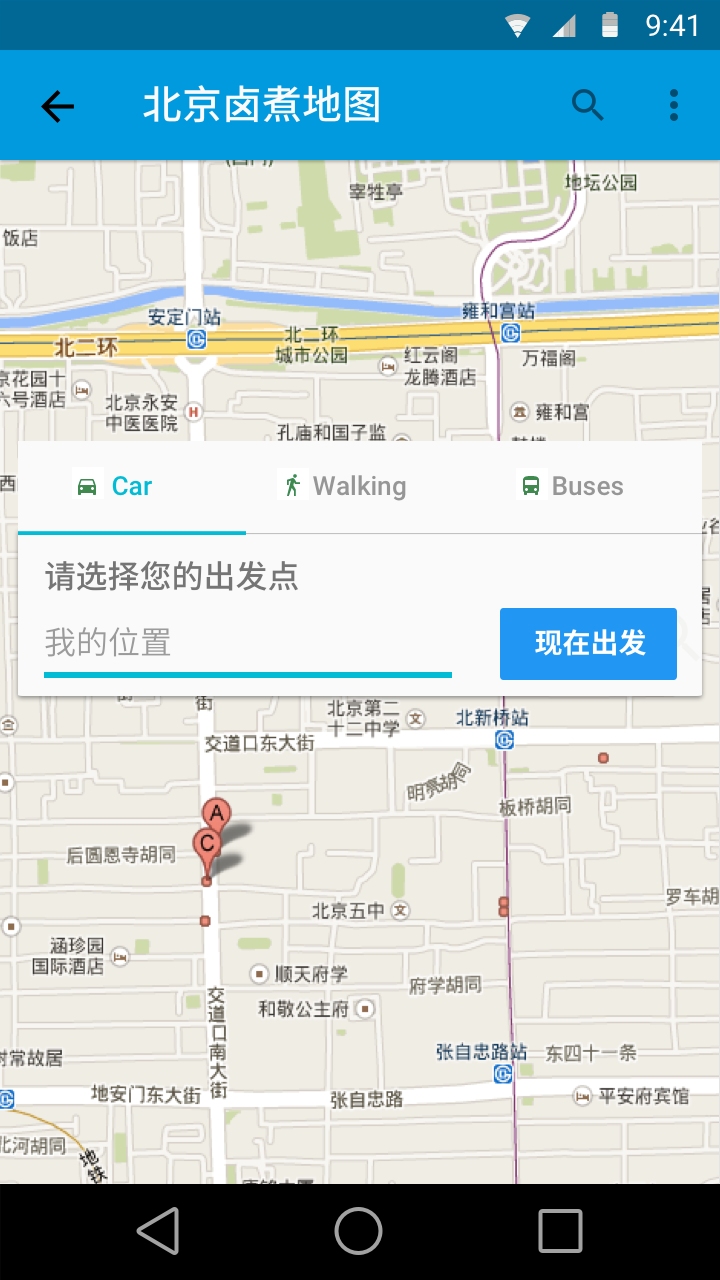 9:41
北京卤煮地图
宰牲亭
地坛公园
饭店
安定门站
雍和宫站
北二环
北二环
城市公园
红云阁
龙腾酒店
万福阁
京花园十
六号酒店
北京永安
中医医院
H
雍和宫
孔庙和国子监
西
Car
Walking
Buses
请选择您的出发点
我的位置
现在出发
街
北京第二
十二中学
文
北新桥站
交道口东大街
明亮胡同
板桥胡同
A
C
后圆恩寺胡同
罗车胡
北京五中
文
涵珍园
国际酒店
顺天府学
府学胡同
和敬公主府
交道口南大街
张自忠路站
东四十一条
树常故居
地安门东大街
张自忠路
平安府宾馆
北河胡同
地铁